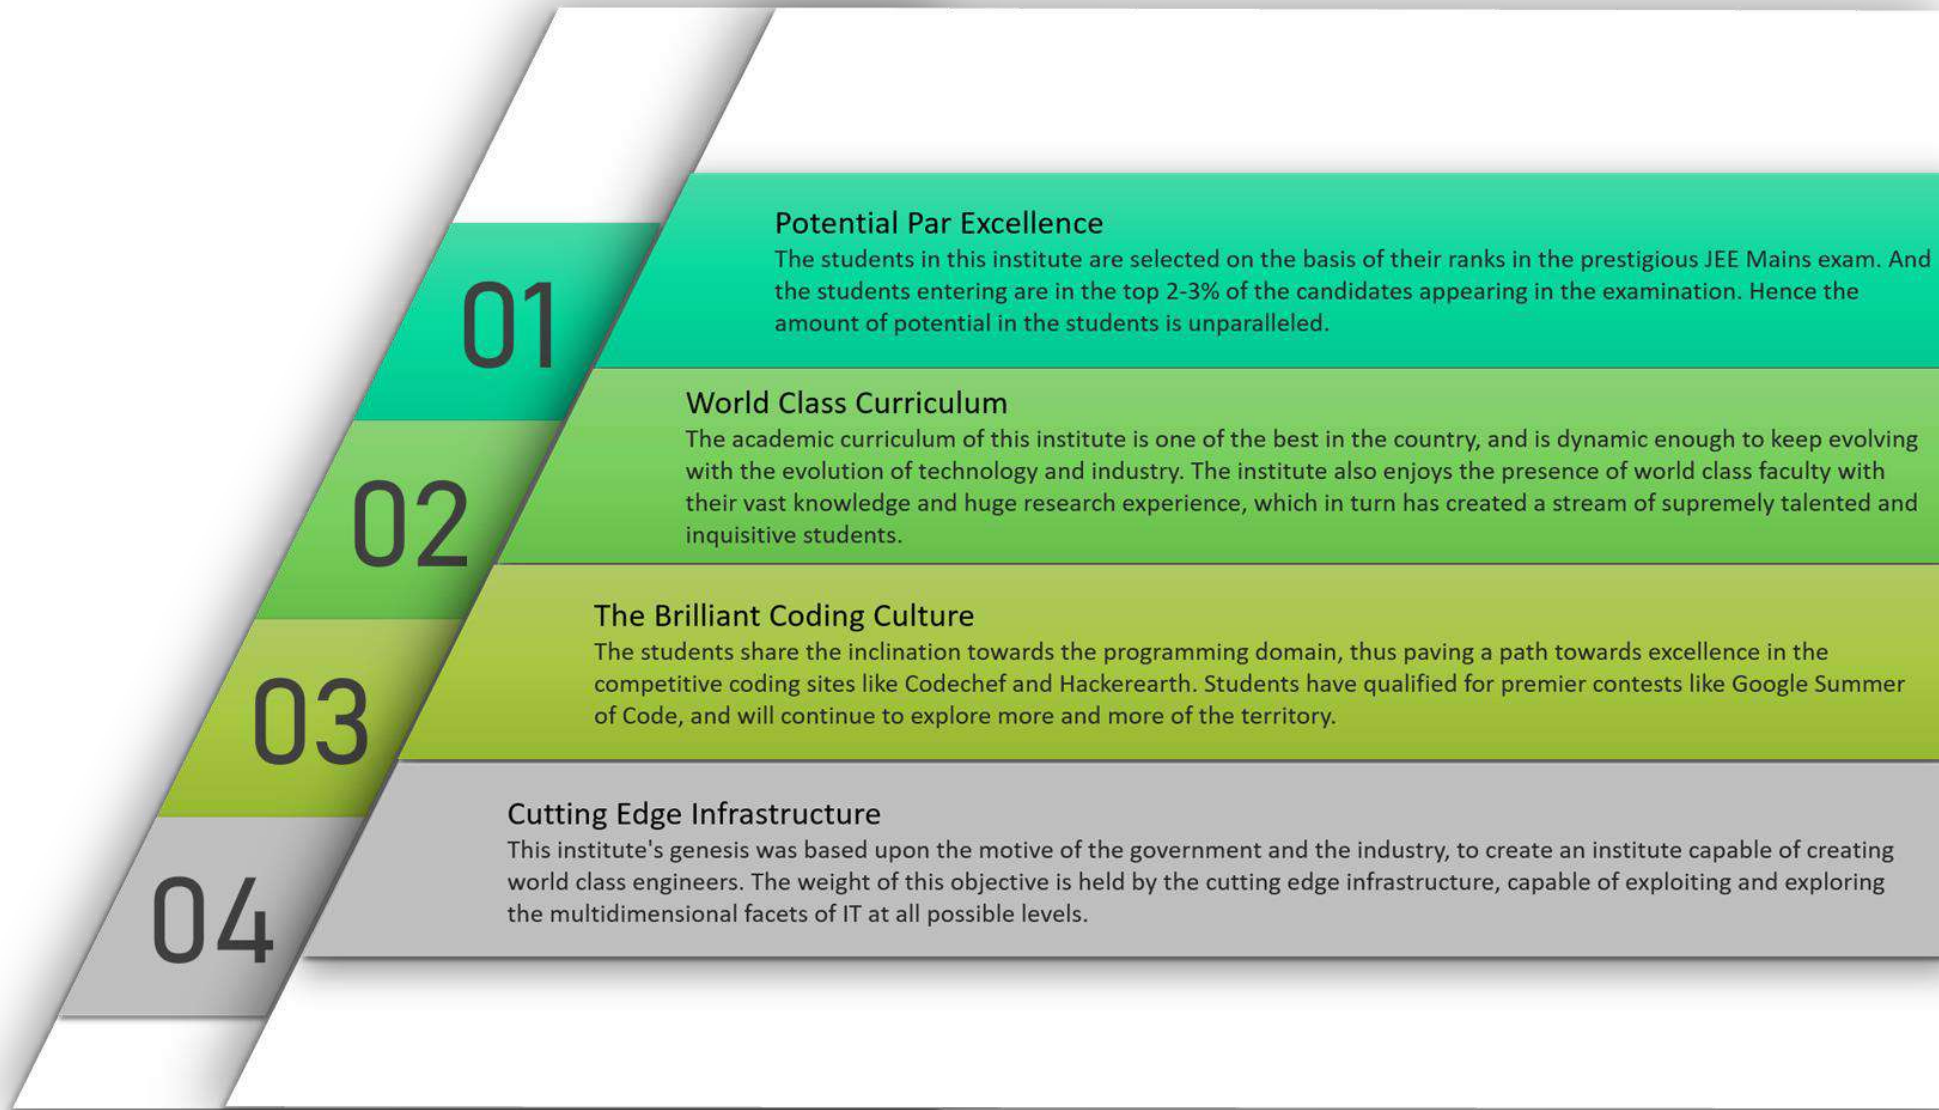 01
Potential Par Excellence
The students in this institute are selected on the basis of their ranks in the prestigious JEE Mains exam. And
the students entering are in the top 2-3% of the candidates appearing in the examination. Hence the
amount of potential in the students is unparalleled.
02
World Class Curriculum
The academic curriculum of this institute is one of the best in the country, and is dynamic enough to keep evolving
with the evolution of technology and industry. The institute also enjoys the presence of world class faculty with
their vast knowledge and huge research experience, which in turn has created a stream of supremely talented and
inquisitive students.
03
The Brilliant Coding Culture
The students share the inclination towards the programming domain, thus paving a path towards excellence in the
competitive coding sites like Codechef and Hackerearth. Students have qualified for premier contests like Google Summer
of Code, and will continue to explore more and more of the territory.
04
Cutting Edge Infrastructure
This institute's genesis was based upon the motive of the government and the industry, to create an institute capable of creating
world class engineers. The weight of this objective is held by the cutting edge infrastructure, capable of exploiting and exploring
the multidimensional facets of IT at all possible levels.